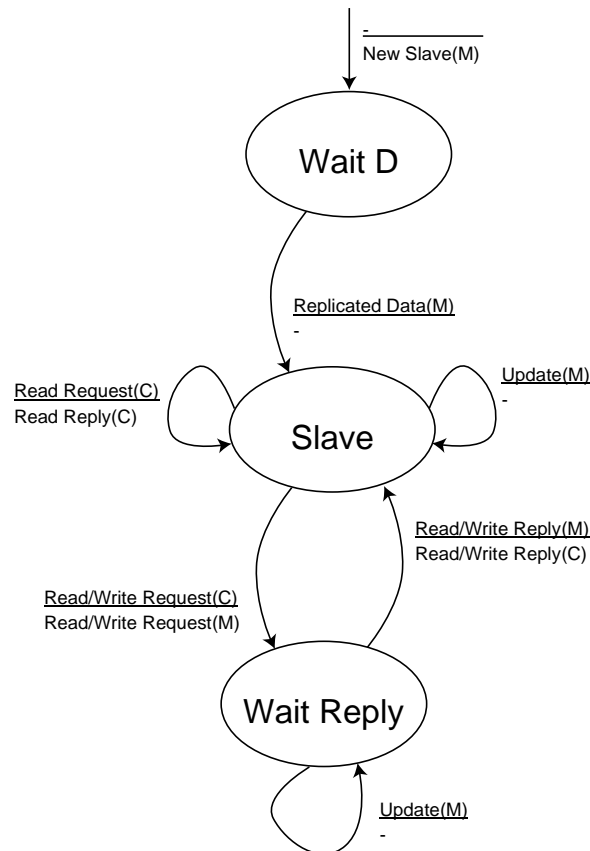 -
New Slave(M)
Wait D
Replicated Data(M)
-
Read Request(C)
Read Reply(C)
Update(M)
-
Slave
Read/Write Reply(M)
Read/Write Reply(C)
Read/Write Request(C)
Read/Write Request(M)
Wait Reply
Update(M)
-